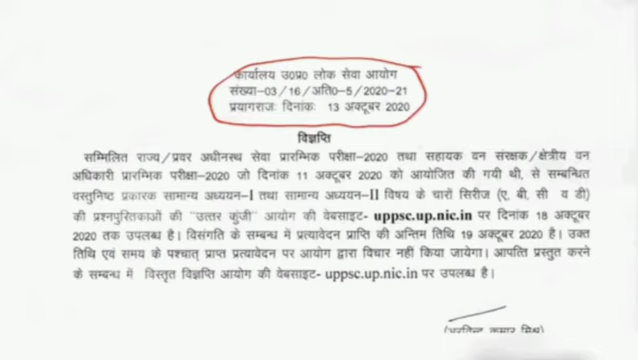 कार्यालय उ0प्र0 लोक सेवा आयोग
संख्या-03/16/अति0-5/2020-21
प्रयागराजः दिनांकः 13 अक्टूबर 2020
विज्ञप्ति
सम्मिलित राज्य/प्रवर अधीनस्थ सेवा प्रारम्भिक परीक्षा-2020 तथा सहायक वन संरक्षक/क्षेत्रीय वन
अधिकारी प्रारम्भिक परीक्षा-2020 जो दिनांक 11 अक्टूबर 2020 को आयोजित की गयी थी, से सम्बन्धित
वस्तुनिष्ठ प्रकारक सामान्य अध्ययन-I तथा सामान्य अध्ययन-II विषय के चारों सिरीज (ए, बी, सी व डी)
की प्रश्नपुस्तिकाओं की "उत्तर कुंजी" आयोग की वेबसाइट- uppsc.up.nic.in पर दिनांक 18 अक्टूबर
2020 तक उपलब्ध है। विसंगति के सम्बन्ध में प्रत्यावेदन प्राप्ति की अन्तिम तिथि 19 अक्टूबर 2020 है। उक्त
तिथि एवं समय के पश्चात् प्राप्त प्रत्यावेदन पर आयोग द्वारा विचार नहीं किया जायेगा। आपत्ति प्रस्तुत करने
के सम्बन्ध में विस्तृत विज्ञप्ति आयोग की वेबसाइट- uppsc.up.nic.in पर उपलब्ध है।